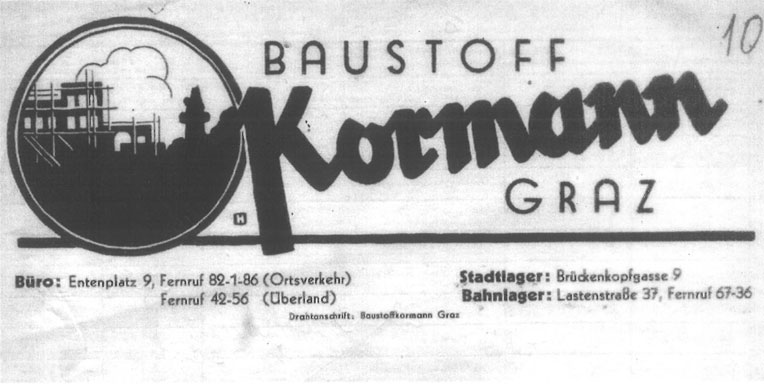 10
BAUSTOFF
Kormann
GRAZ
H
Büro: Entenplatz 9, Fernruf 82-1-86 (Ortsverkehr)
Fernruf 42-56 (Überland)
Stadtlager: Brückenkopfgasse 9
Bahnlager: Lastenstraße 37, Fernruf 67-36
Drahtanschrift: Baustoffkormann Graz